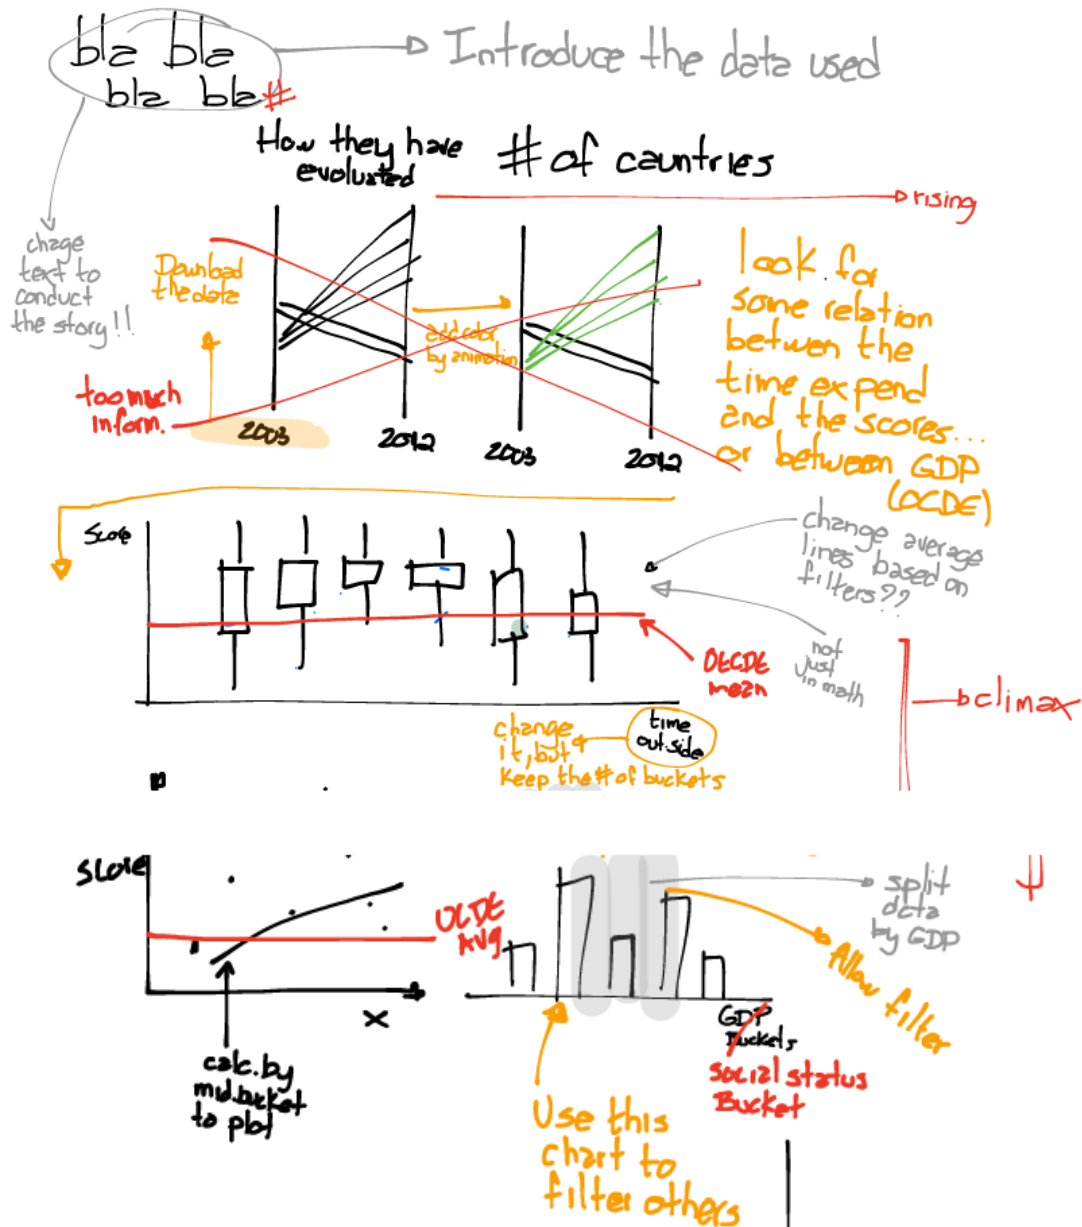 bla bla
bla bla #
Introduce the data used
How they have
evoluated
# of cauntries
rising
chage
text to
conduct
the story!!
Download
the data
add color
by animation
too much
inform.
2003
2012
2003
2012
look for
some relation
betwen the
time expend
and the scores...
or between GDP
(OCDE)
Score
change average
lines based on
filters??
not
just
in math
OECDE
mean
climax
time
outside
change
it, but
keep the # of buckets
score
OCDE
AVG
x
calc. by
mid.bucket
to plot
split
data
by GDP
Allow filter
GDP
Buckets
social status
Bucket
Use this
chart to
filter others